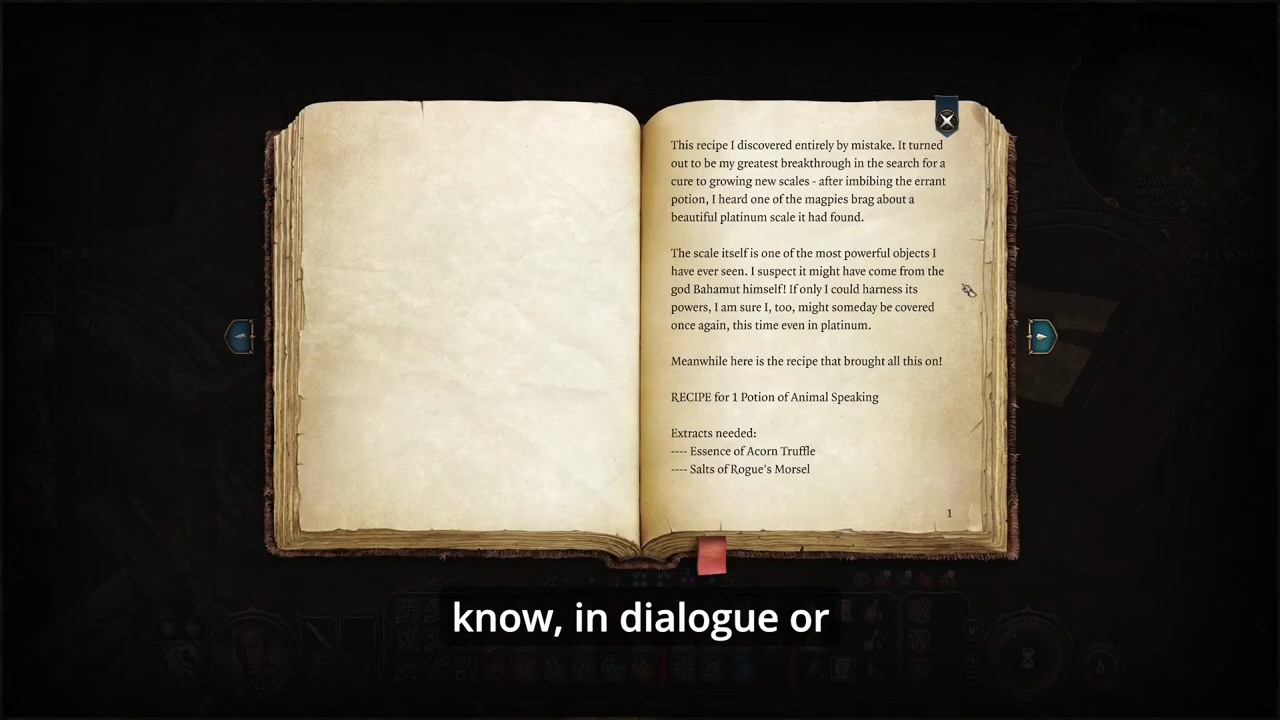 This recipe I discovered entirely by mistake. It turned
out to be my greatest breakthrough in the search for a
cure to growing new scales - after imbibing the errant
potion, I heard one of the magpies brag about a
beautiful platinum scale it had found.
The scale itself is one of the most powerful objects I
have ever seen. I suspect it might have come from the
god Bahamut himself! If only I could harness its
powers, I am sure I, too, might someday be covered
once again, this time even in platinum.
Meanwhile here is the recipe that brought all this on!
RECIPE for 1 Potion of Animal Speaking
Extracts needed:
---- Essence of Acorn Truffle
---- Salts of Rogue's Morsel
1
know, in dialogue or